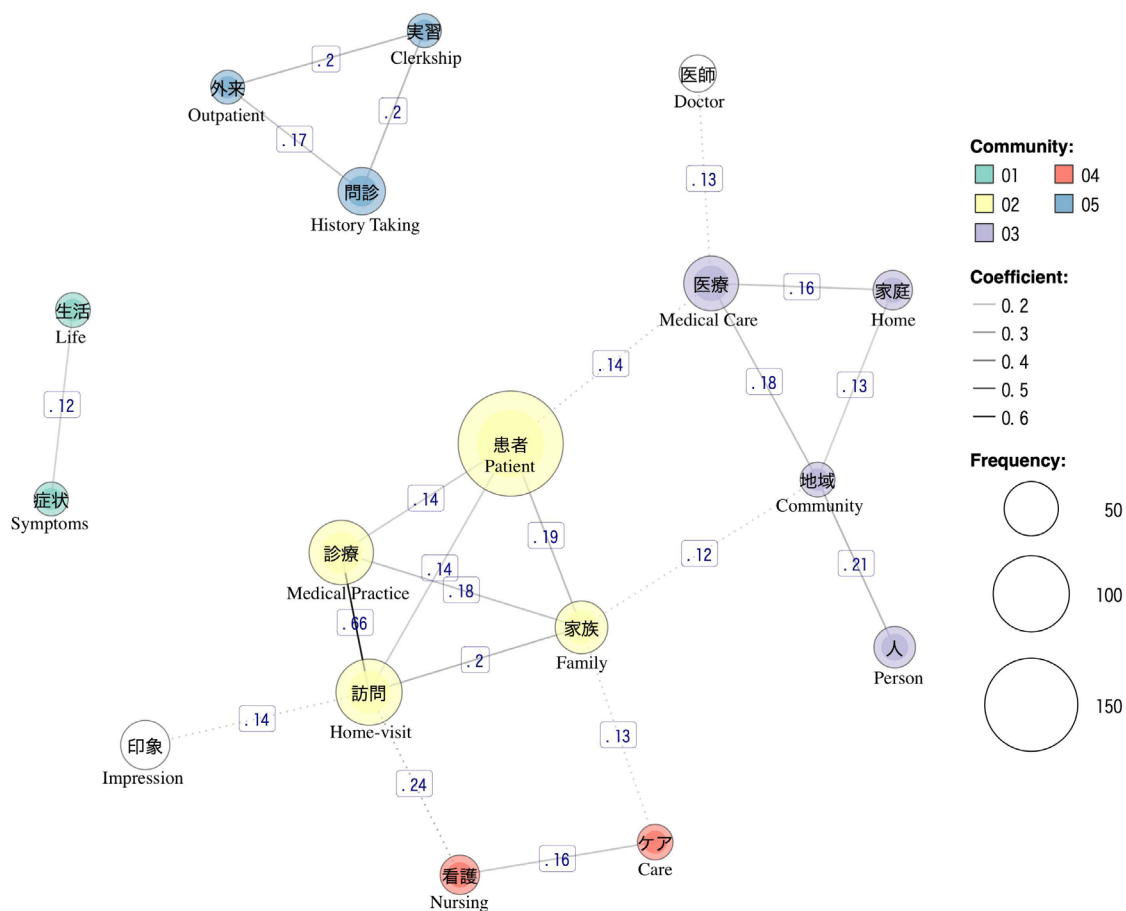 実習
Clerkship
.2
外来
Outpatient
.2
.17
問診
History Taking
医師
Doctor
.13
医療
Medical Care
.16
家庭
Home
.18
.13
地域
Community
.21
人
Person
生活
Life
.12
症状
Symptoms
.14
患者
Patient
.14
.19
診療
Medical Practice
.14
.18
.12
.66
家族
Family
.2
訪問
Home-visit
.14
印象
Impression
.13
.24
ケア
Care
.16
看護
Nursing
Community:
01 04
02 05
03
Coefficient:
0.2
0.3
0.4
0.5
0.6
Frequency:
50
100
150